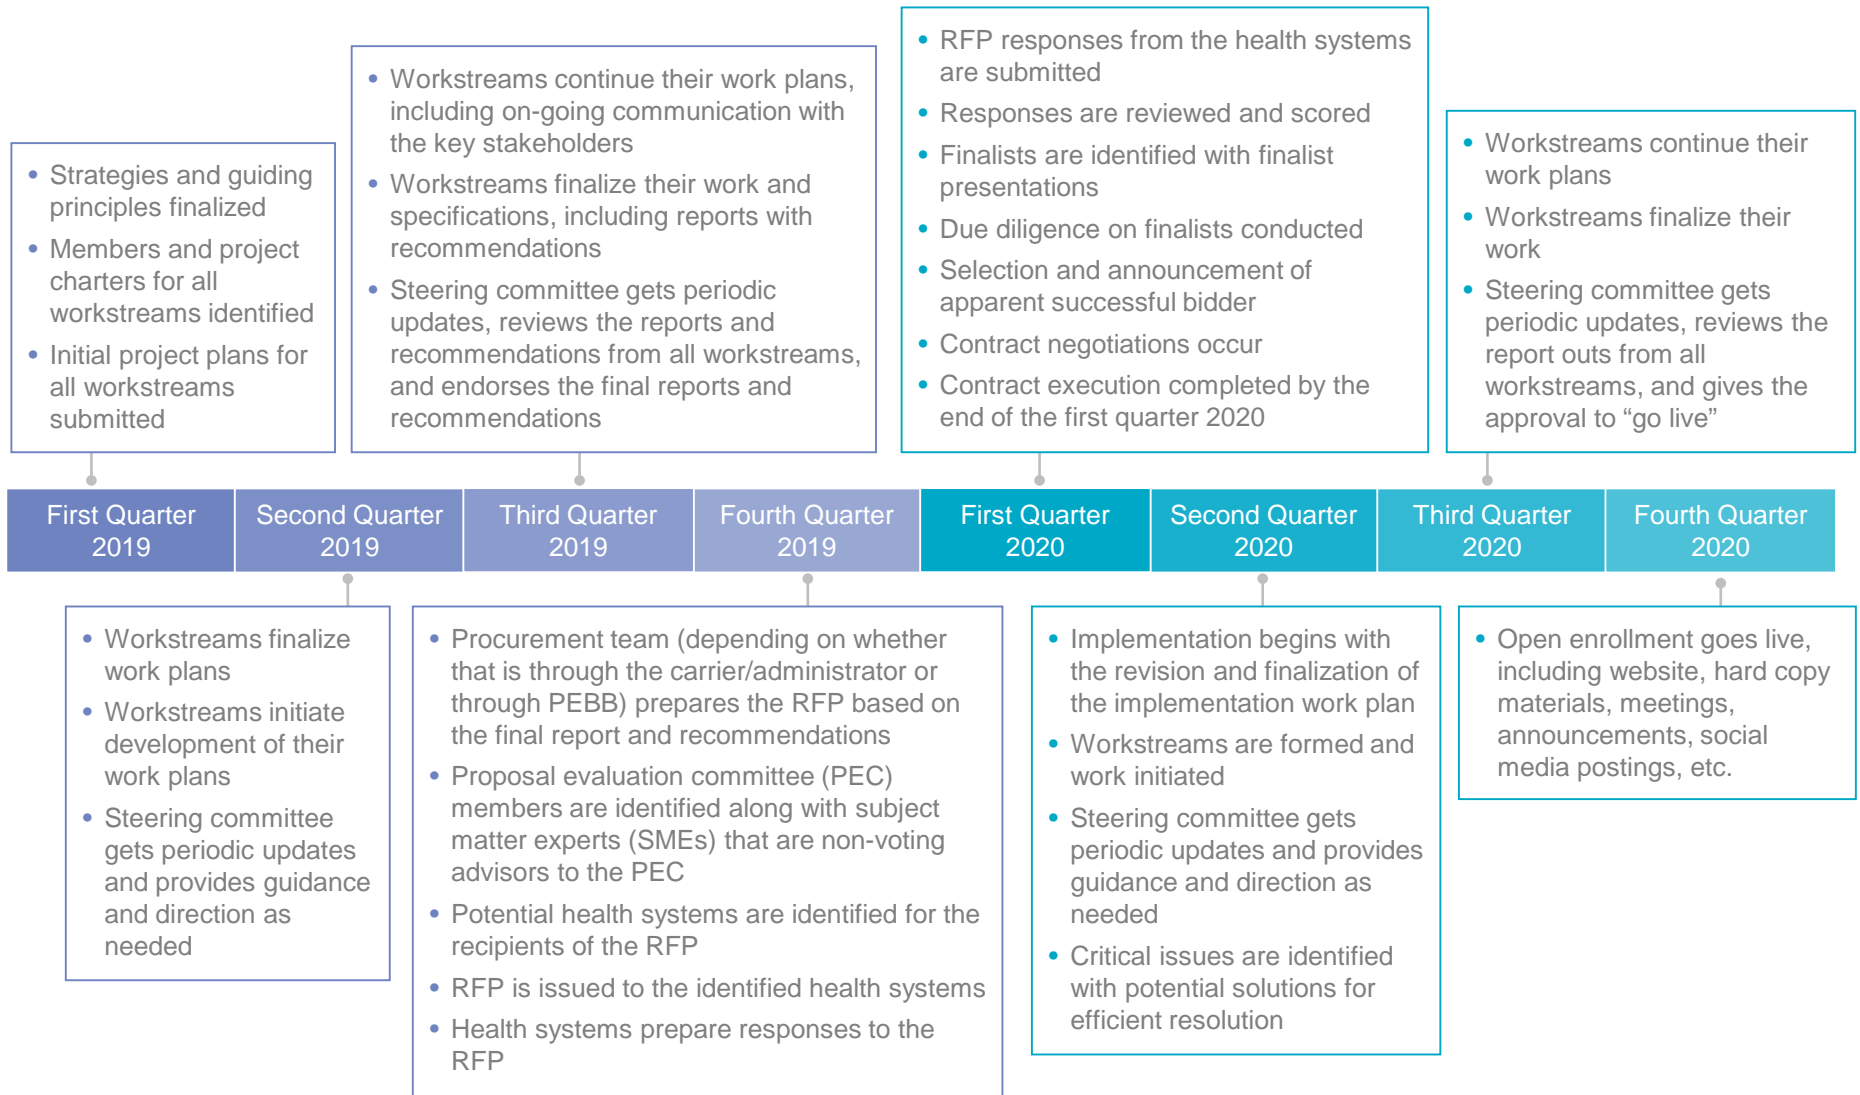 • Strategies and guiding
principles finalized
• Members and project
charters for all
workstreams identified
• Initial project plans for
all workstreams
submitted
• Workstreams continue their work plans,
including on-going communication with
the key stakeholders
• Workstreams finalize their work and
specifications, including reports with
recommendations
• Steering committee gets periodic
updates, reviews the reports and
recommendations from all workstreams,
and endorses the final reports and
recommendations
• RFP responses from the health systems
are submitted
• Responses are reviewed and scored
• Finalists are identified with finalist
presentations
• Due diligence on finalists conducted
• Selection and announcement of
apparent successful bidder
• Contract negotiations occur
• Contract execution completed by the
end of the first quarter 2020
• Workstreams continue their
work plans
• Workstreams finalize their
work
• Steering committee gets
periodic updates, reviews the
report outs from all
workstreams, and gives the
approval to “go live”
First Quarter
2019
Second Quarter
2019
Third Quarter
2019
Fourth Quarter
2019
First Quarter
2020
Second Quarter
2020
Third Quarter
2020
Fourth Quarter
2020
• Workstreams finalize
work plans
• Workstreams initiate
development of their
work plans
• Steering committee
gets periodic updates
and provides guidance
and direction as
needed
• Procurement team (depending on whether
that is through the carrier/administrator or
through PEBB) prepares the RFP based on
the final report and recommendations
• Proposal evaluation committee (PEC)
members are identified along with subject
matter experts (SMEs) that are non-voting
advisors to the PEC
• Potential health systems are identified for the
recipients of the RFP
• RFP is issued to the identified health systems
• Health systems prepare responses to the
RFP
• Implementation begins with
the revision and finalization of
the implementation work plan
• Workstreams are formed and
work initiated
• Steering committee gets
periodic updates and provides
guidance and direction as
needed
• Critical issues are identified
with potential solutions for
efficient resolution
• Open enrollment goes live,
including website, hard copy
materials, meetings,
announcements, social
media postings, etc.